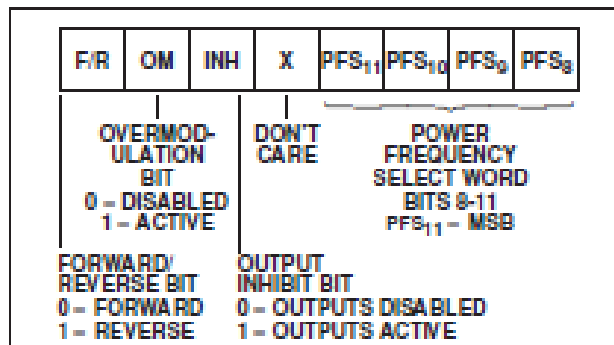 F/R OM INH X PFS₁₁ PFS₁₀ PFS₉ PFS₈
OVERMOD-
ULATION
BIT
0 – DISABLED
1 – ACTIVE
DON'T
CARE
POWER
FREQUENCY
SELECT WORD
BITS 8-11
PFS₁₁ – MSB
FORWARD/
REVERSE BIT
0 – FORWARD
1 – REVERSE
OUTPUT
INHIBIT BIT
0 – OUTPUTS DISABLED
1 – OUTPUTS ACTIVE